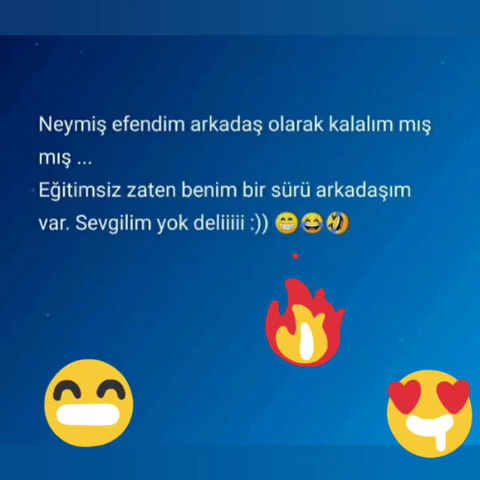 Neymiş efendim arkadaş olarak kalalım mış
mış ...
Eğitimsiz zaten benim bir sürü arkadaşım
var. Sevgilim yok deliiiii :)) 😁😂🤣